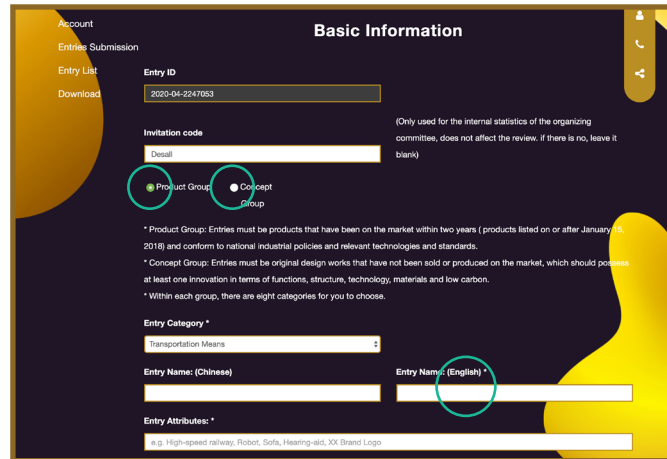 Account
Entries Submission
Entry List
Download
Basic Information
Entry ID
2020-04-2247053
Invitation code
Desall
(Only used for the internal statistics of the organizing
committee, does not affect the review. if there is no, leave it
blank)
Product Group
Concept
Group
* Product Group: Entries must be products that have been on the market within two years ( products listed on or after January 15,
2018) and conform to national industrial policies and relevant technologies and standards.
* Concept Group: Entries must be original design works that have not been sold or produced on the market, which should possess
at least one innovation in terms of functions, structure, technology, materials and low carbon.
* Within each group, there are eight categories for you to choose.
Entry Category *
Transportation Means
Entry Name: (Chinese)
Entry Name: (English) *
Entry Attributes: *
e.g. High-speed railway, Robot, Sofa, Hearing-aid, XX Brand Logo